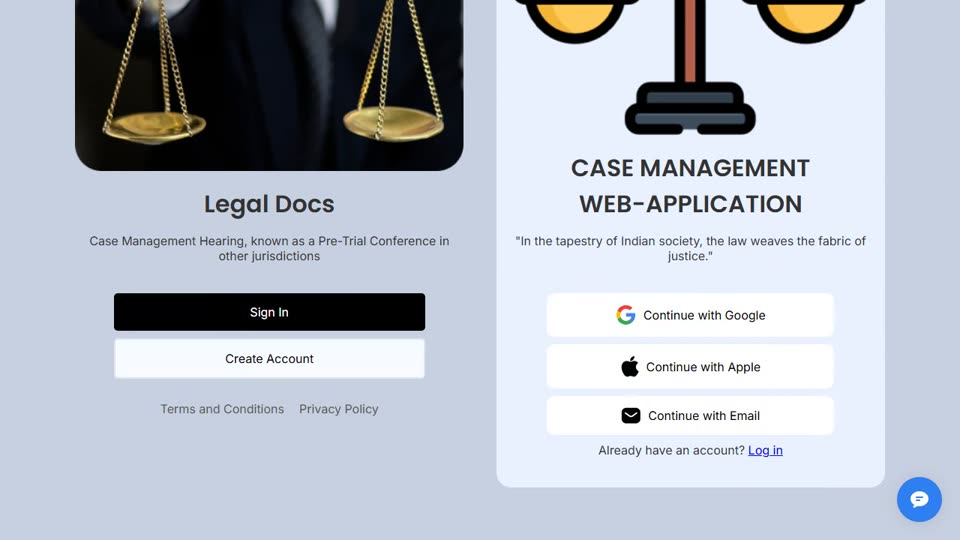 Legal Docs
Case Management Hearing, known as a Pre-Trial Conference in
other jurisdictions
Sign In
Create Account
Terms and Conditions
Privacy Policy
CASE MANAGEMENT
WEB-APPLICATION
"In the tapestry of Indian society, the law weaves the fabric of
justice."
Continue with Google
Continue with Apple
Continue with Email
Already have an account? Log in